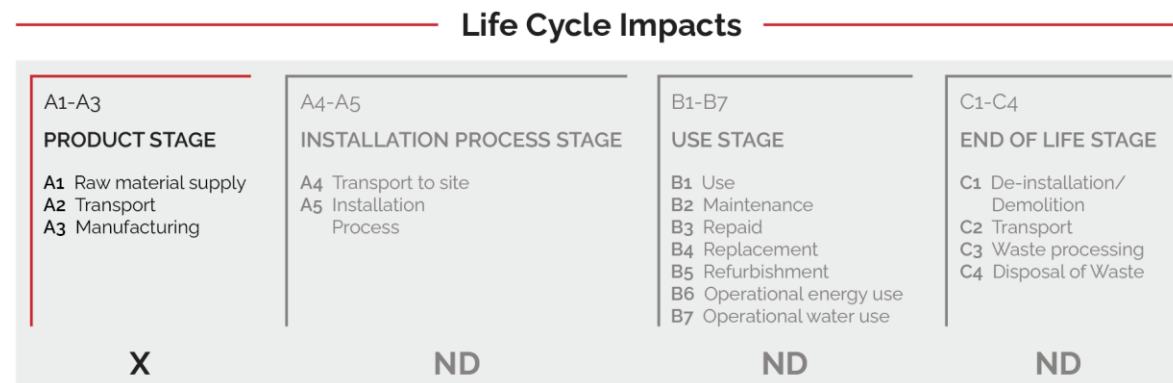 Life Cycle Impacts
A1-A3
PRODUCT STAGE
A1 Raw material supply
A2 Transport
A3 Manufacturing
X
A4-A5
INSTALLATION PROCESS STAGE
A4 Transport to site
A5 Installation
Process
ND
B1-B7
USE STAGE
B1 Use
B2 Maintenance
B3 Repaid
B4 Replacement
B5 Refurbishment
B6 Operational energy use
B7 Operational water use
ND
C1-C4
END OF LIFE STAGE
C1 De-installation/
Demolition
C2 Transport
C3 Waste processing
C4 Disposal of Waste
ND